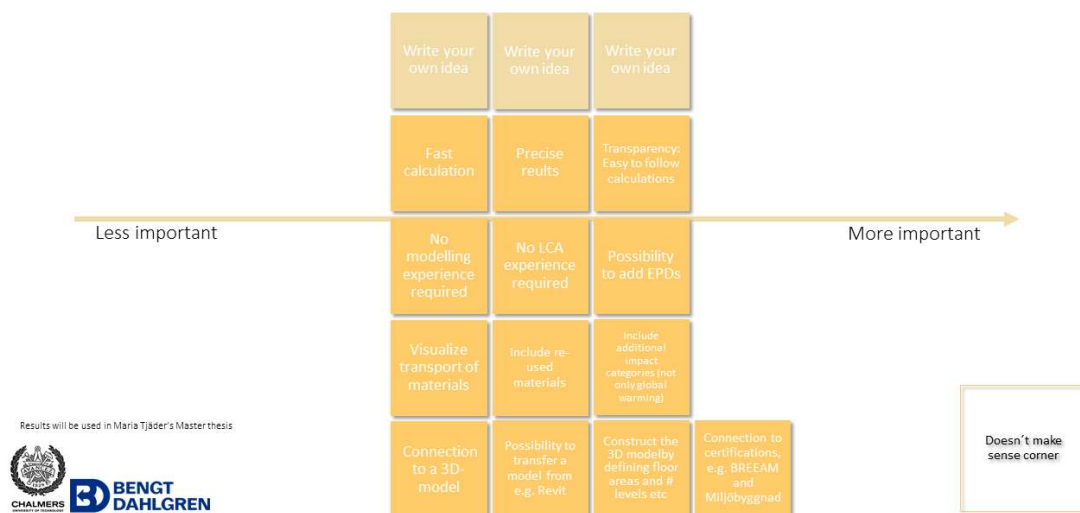 Write your
own idea
Write your
own idea
Write your
own idea
Fast
calculation
Precise
reults
Transparency:
Easy to follow
calculations
Less important
More important
No
modelling
experience
required
No LCA
experience
required
Possibility
to add EPDs
Visualize
transport of
materials
Include re-
used
materials
Include
additional
impact
categories (not
only global
warming)
Results will be used in Maria Tjäder's Master thesis
Connection
to a 3D-
model
Possibility to
transfer a
model from
e.g. Revit
Construct the
3D modelby
defining floor
areas and #
levels etc
Connection to
certifications,
e.g. BREEAM
and
Miljöbyggnad
Doesn´t make
sense corner
CHALMERS
UNIVERSITY OF TECHNOLOGY
BD BENGT
DAHLGREN